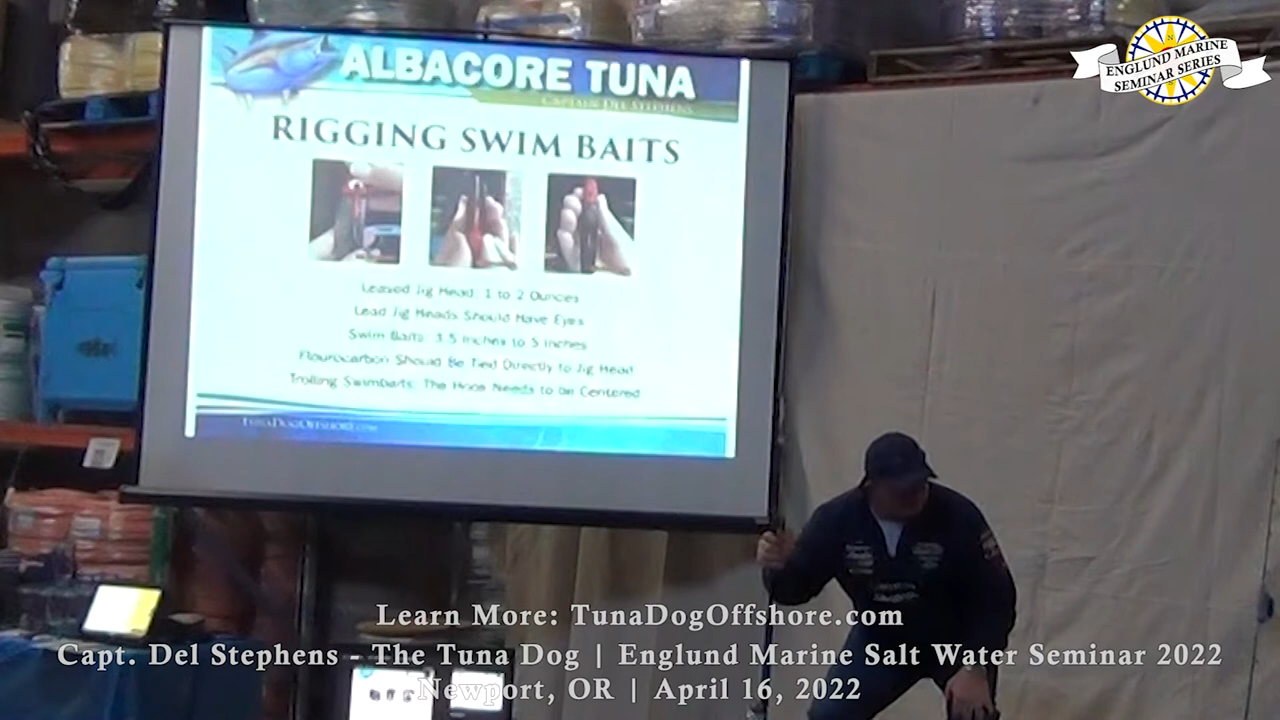 ALBACORE TUNA
CAPTAIN DEL STEPHENS
RIGGING SWIM BAITS
Leased Jig Head: 1 to 2 Ounces
Lead Jig Heads Should Have Eyes
Swim Baits: 3.5 Inches to 5 Inches
Flourocarbon Should Be Tied Directly to Jig Head
Trolling Swimbaits: The Hook Needs to be Centered
TUNADOGOFFSHORE.COM
ENGLUND MARINE
SEMINAR SERIES
Learn More: TunaDogOffshore.com
Capt. Del Stephens - The Tuna Dog | Englund Marine Salt Water Seminar 2022
Newport, OR | April 16, 2022